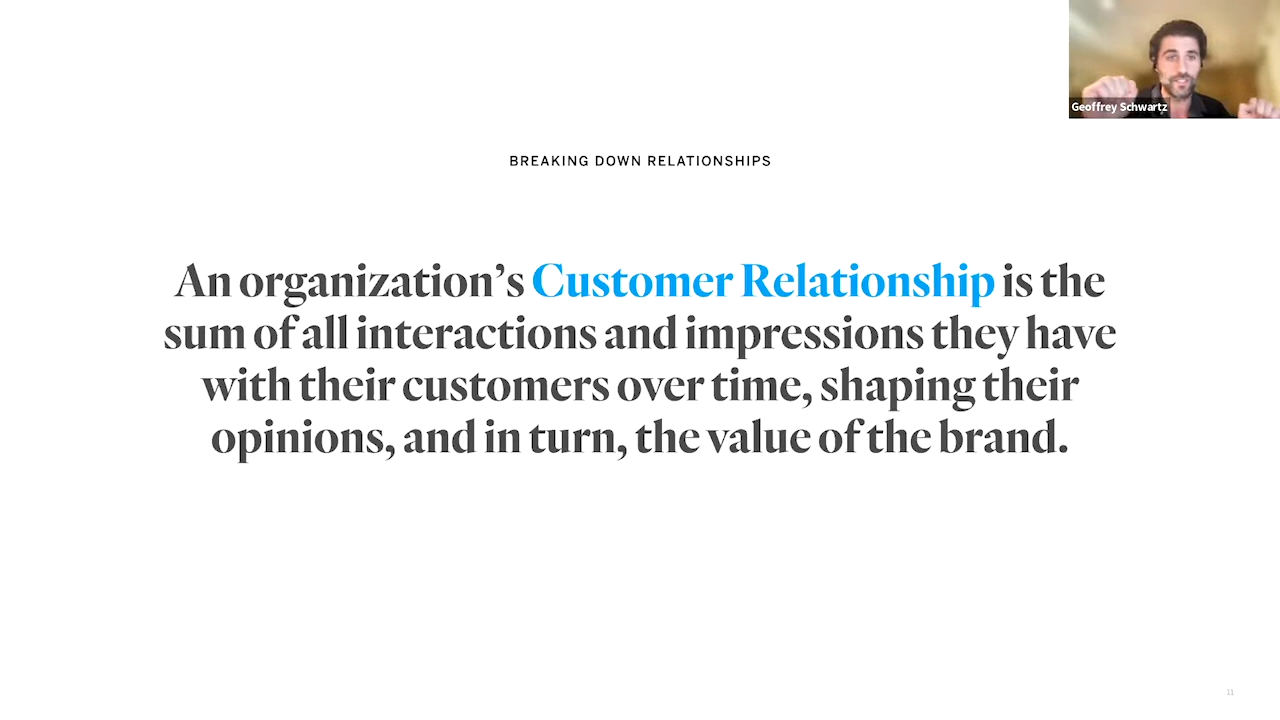 Geoffrey Schwartz
BREAKING DOWN RELATIONSHIPS
An organization’s Customer Relationship is the
sum of all interactions and impressions they have
with their customers over time, shaping their
opinions, and in turn, the value of the brand.
11